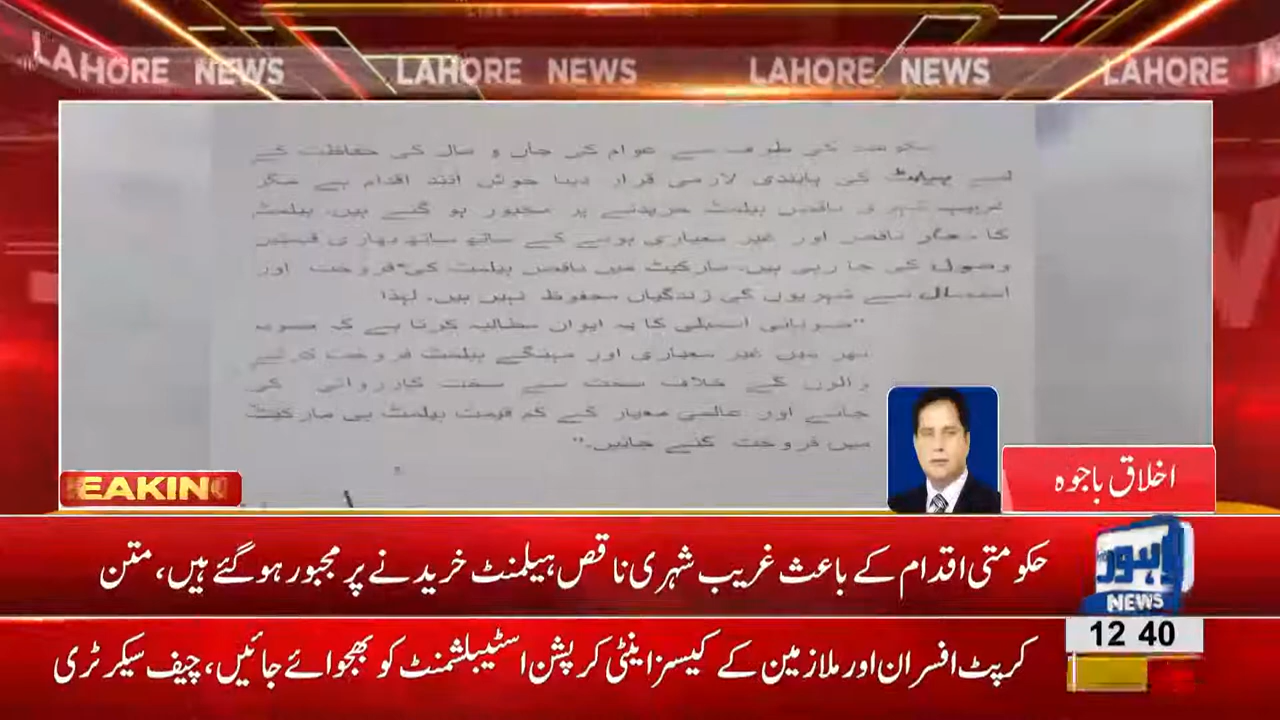 LAHORE NEWS LAHORE NEWS LAHORE NEWS LAHORE
حکومت کی طرف سے عوام کی جان و مال کی حفاظت کے
لئے ہیلمٹ کی پابندی لازمی قرار دینا خوش آئند اقدام ہے مگر
غریب شہری ناقص ہیلمٹ خریدنے پر مجبور ہو گئے ہیں۔ ہیلمٹ
کا معیار ناقص اور غیر معیاری ہونے کے ساتھ ساتھ بھاری قیمتیں
وصول کی جا رہی ہیں۔ مارکیٹ میں ناقص ہیلمٹ کی فروخت اور
استعمال سے شہریوں کی زندگیاں محفوظ نہیں ہیں۔ لہذا
"صوبائی اسمبلی کا یہ ایوان مطالبہ کرتا ہے کہ صوبہ
بھر میں غیر معیاری اور مہنگے ہیلمٹ فروخت کرنے
والوں کے خلاف سخت سے سخت کارروائی کی
جائے اور عالمی معیار کے کم قیمت ہیلمٹ ہی مارکیٹ
میں فروخت کئے جائیں۔"
EAKING
اخلاق باجوہ
حکومتی اقدام کے باعث غریب شہری ناقص ہیلمنٹ خریدنے پر مجبور ہوگئے ہیں، متن
لاہور
NEWS
12 40
کرپٹ افسران اور ملازمین کے کیسز اینٹی کرپشن اسٹیبلشمنٹ کو بھجوائے جائیں، چیف سیکرٹری